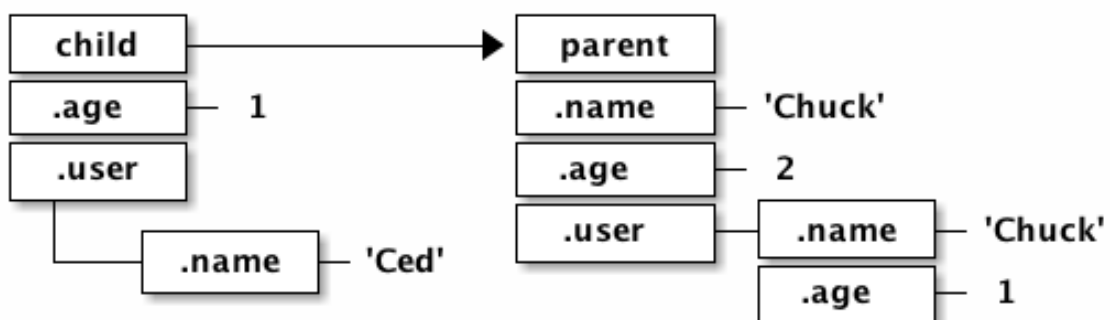 child
parent
.age 1
.name 'Chuck'
.user
.age 2
.user .name 'Chuck'
.name 'Ced'
.age 1